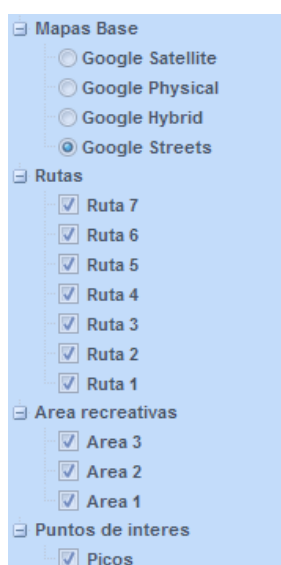 Mapas Base
Google Satellite
Google Physical
Google Hybrid
Google Streets
Rutas
Ruta 7
Ruta 6
Ruta 5
Ruta 4
Ruta 3
Ruta 2
Ruta 1
Area recreativas
Area 3
Area 2
Area 1
Puntos de interes
Picos